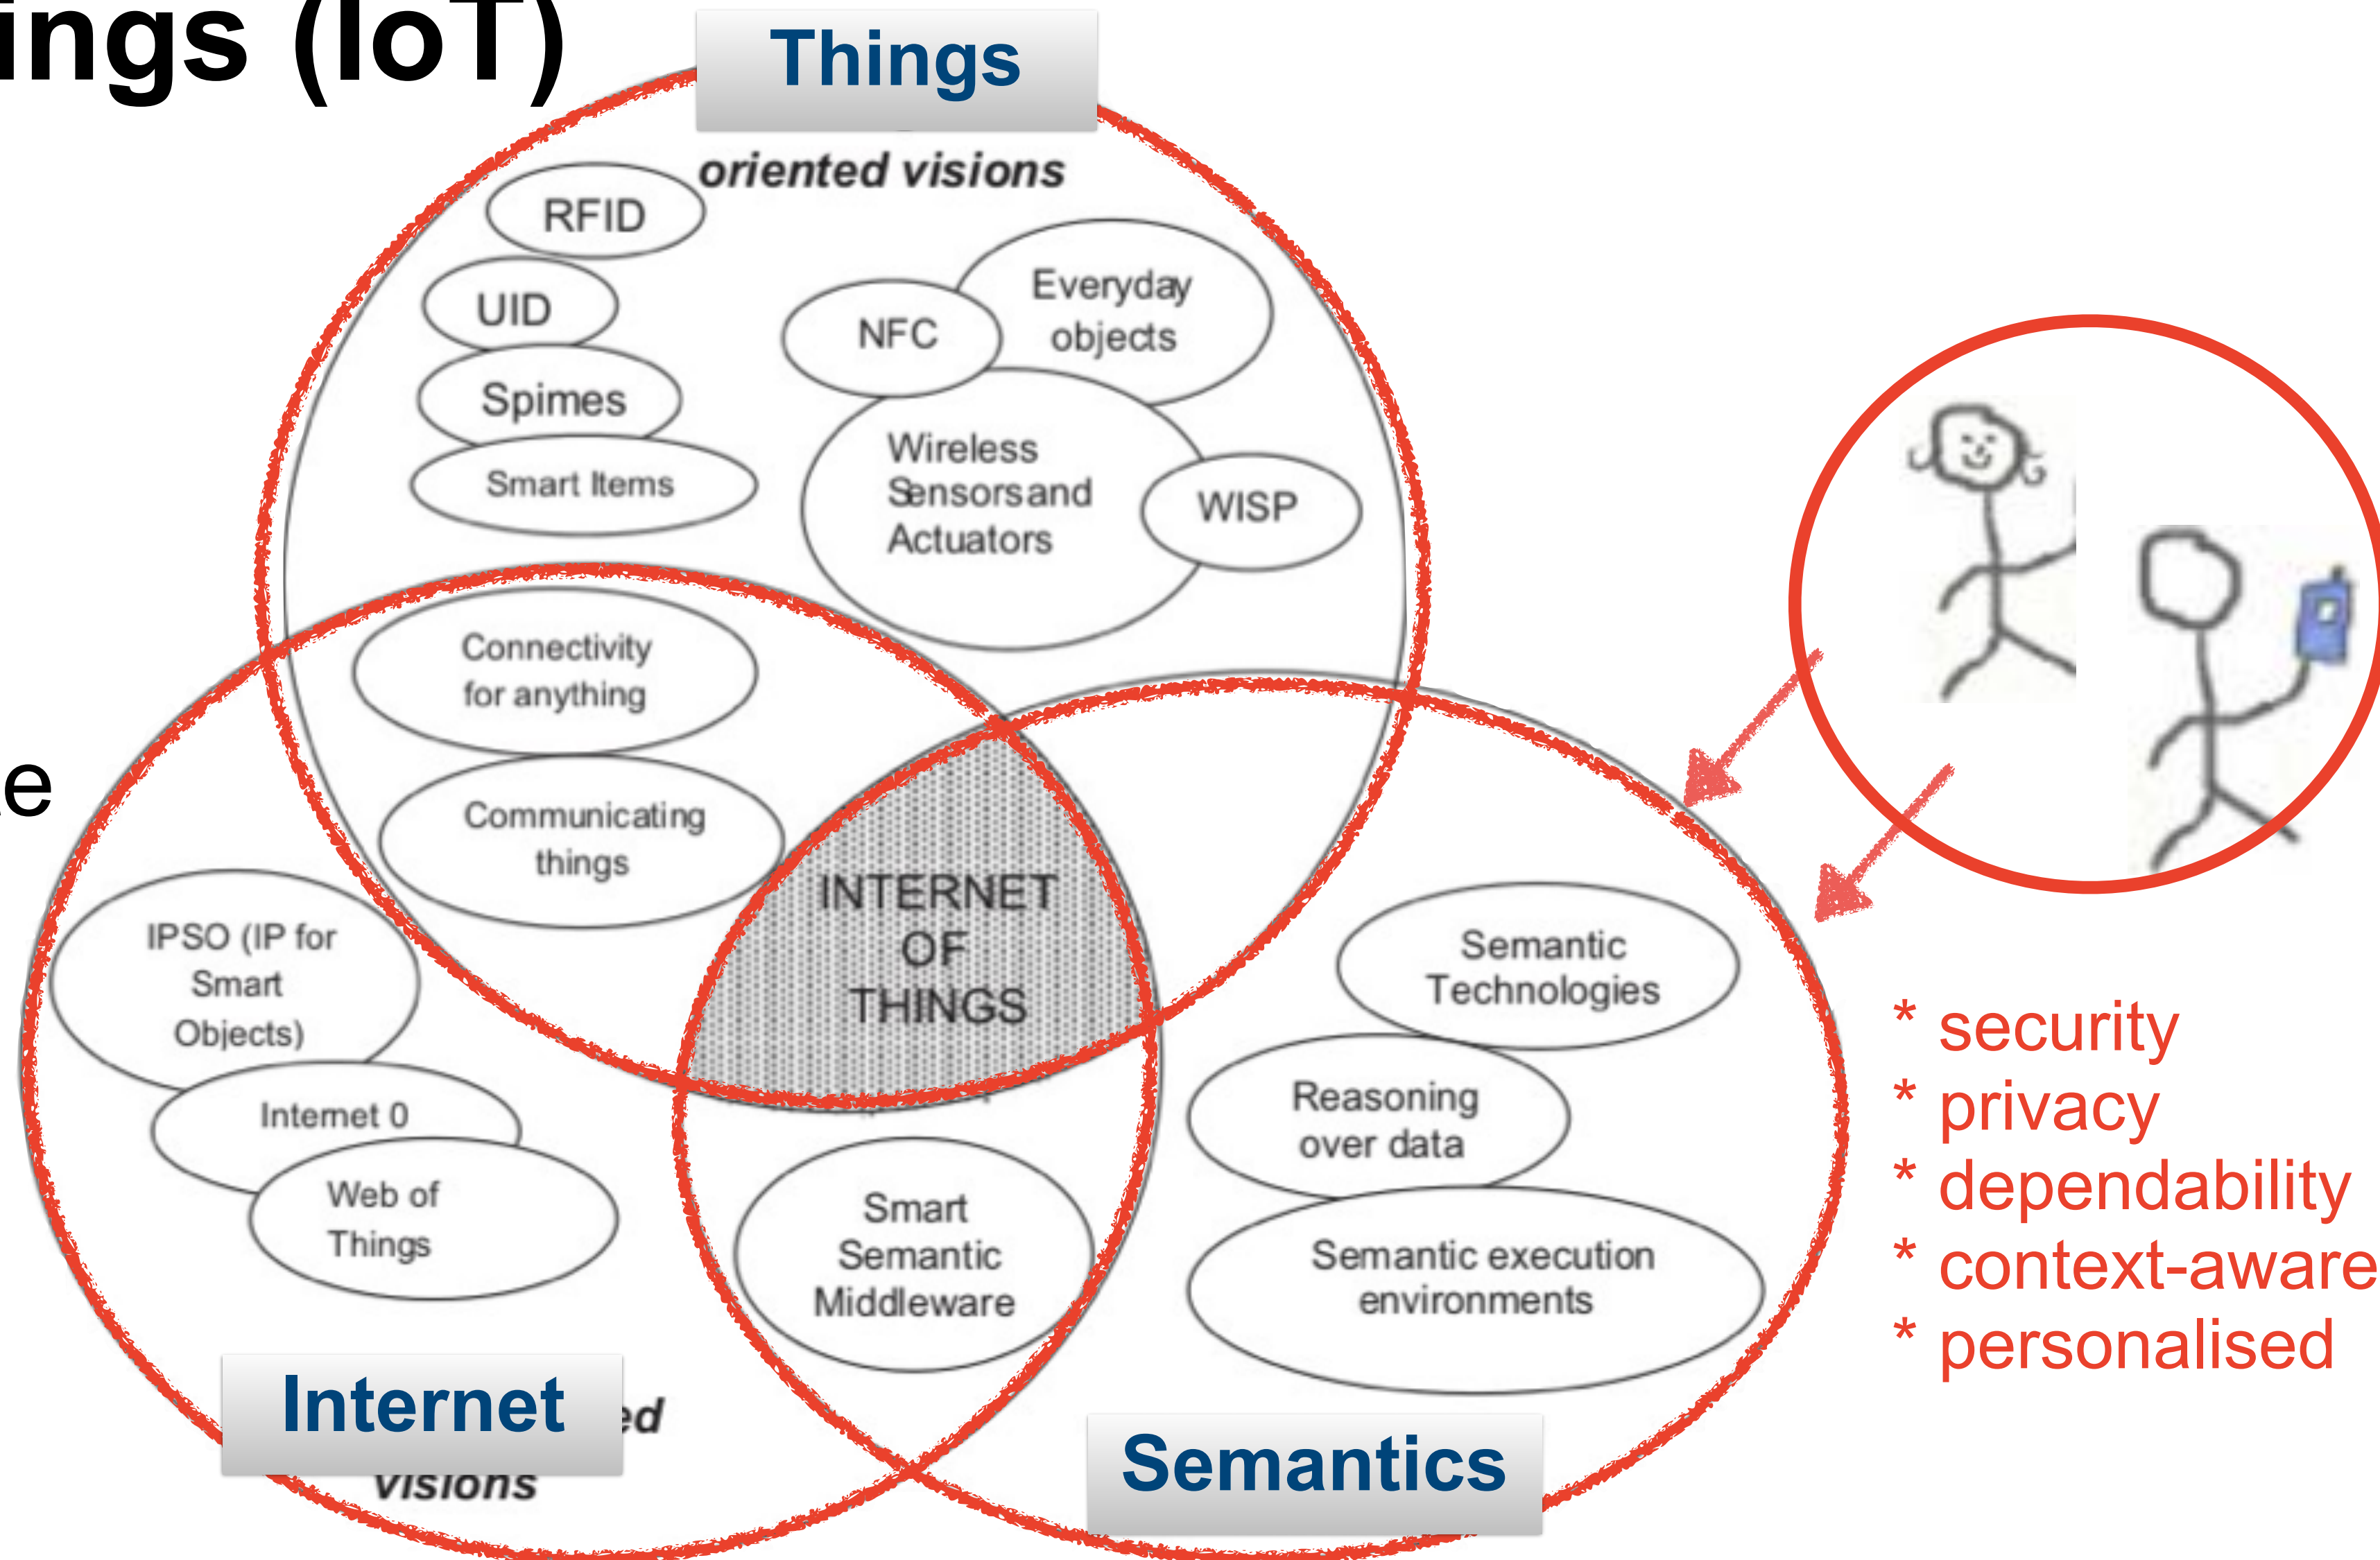 ings (IoT)
Things
oriented visions
RFID
UID
Spimes
Smart Items
NFC
Everyday
objects
Wireless
Sensors and
Actuators
WISP
Connectivity
for anything
Communicating
things
e
INTERNET
OF
THINGS
IPSO (IP for
Smart
Objects)
Internet 0
Web of
Things
Smart
Semantic
Middleware
Semantic
Technologies
Reasoning
over data
Semantic execution
environments
* security
* privacy
* dependability
* context-aware
* personalised
Internet
ed
visions
Semantics